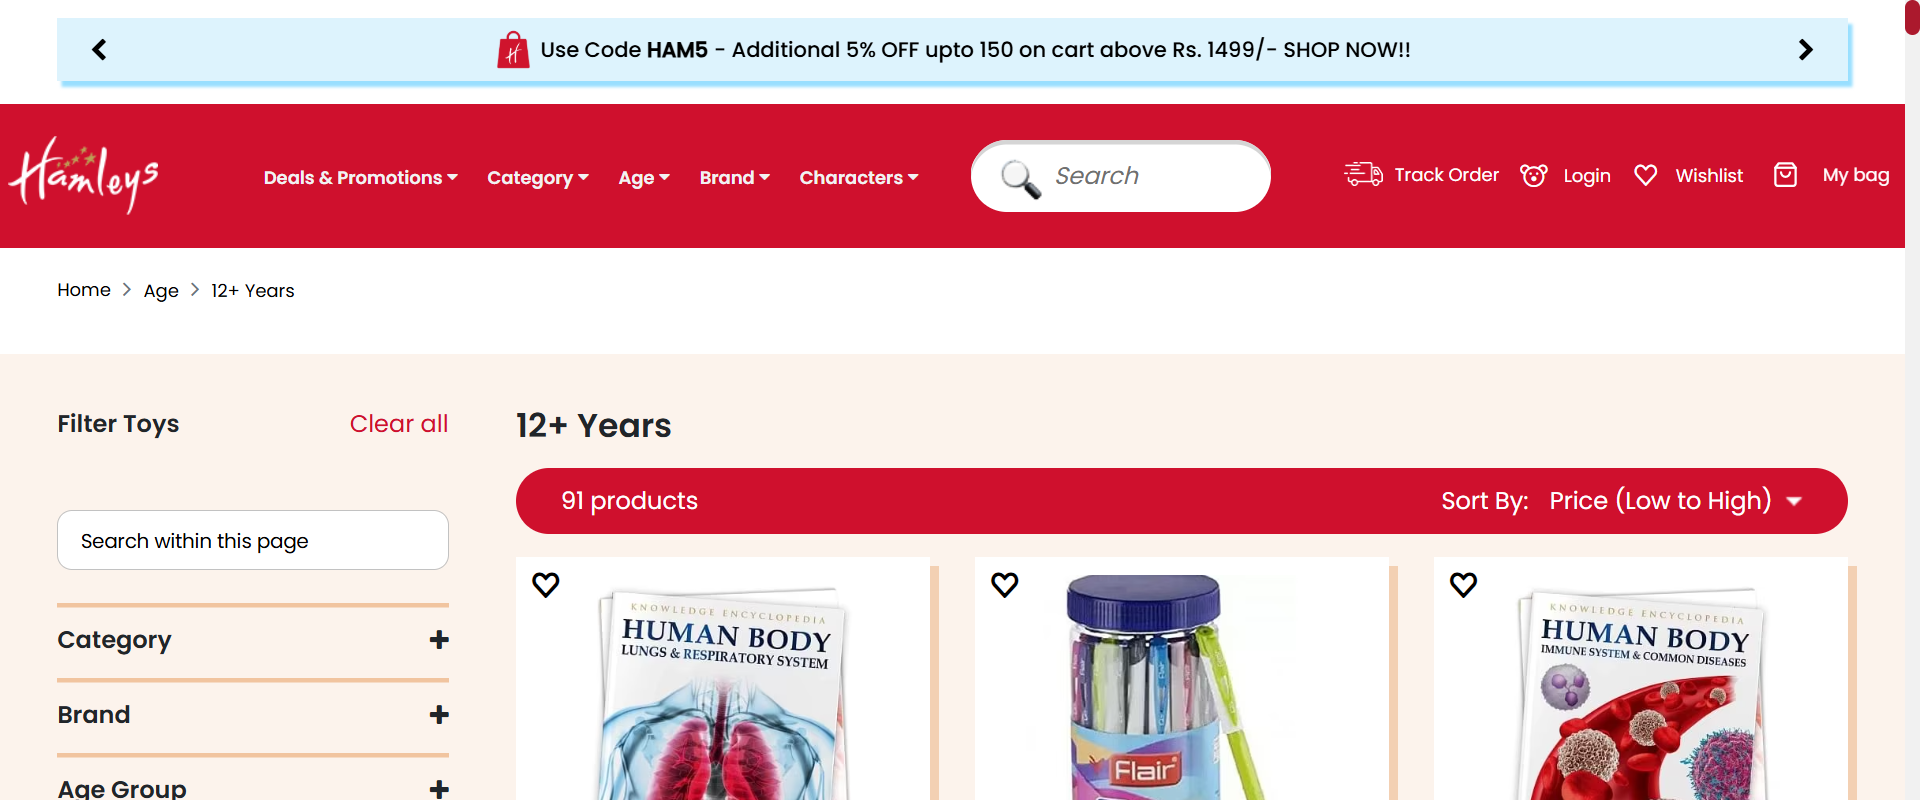 Use Code HAM5 - Additional 5% OFF upto 150 on cart above Rs. 1499/- SHOP NOW!!
Hamleys
Deals & Promotions
Category
Age
Brand
Characters
Search
Track Order
Login
Wishlist
My bag
Home > Age > 12+ Years
Filter Toys
Clear all
Search within this page
Category
Brand
Age Group
12+ Years
91 products
Sort By: Price (Low to High)
KNOWLEDGE ENCYCLOPEDIA
HUMAN BODY
LUNGS & RESPIRATORY SYSTEM
Flair
KNOWLEDGE ENCYCLOPEDIA
HUMAN BODY
IMMUNE SYSTEM & COMMON DISEASES